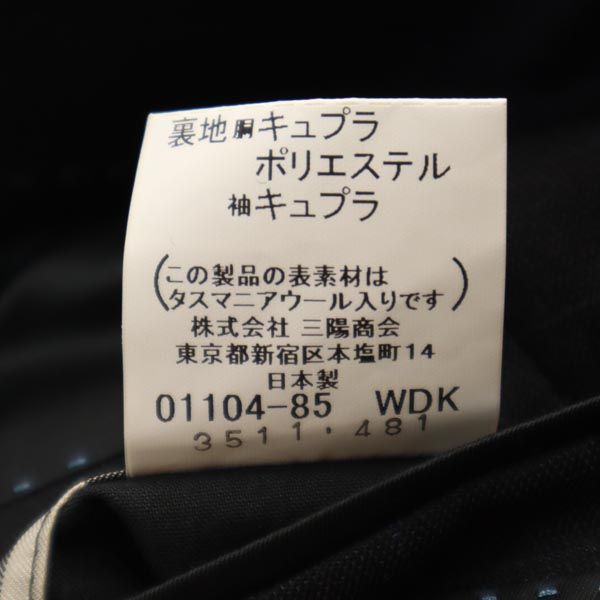 裏地 胴キュプラ
ポリエステル
袖キュプラ
(この製品の表素材は
タスマニアウール入りです)
株式会社 三陽商会
東京都新宿区本塩町14
日本製
01104-85 WDK
3511.481